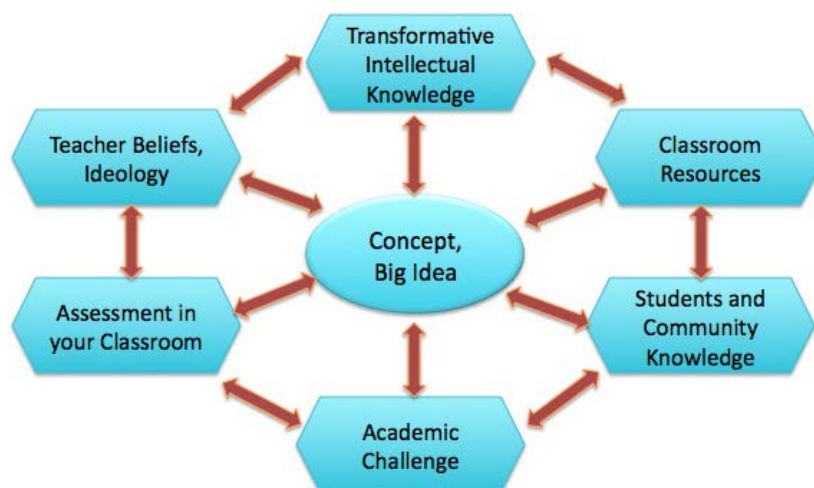 Transformative
Intellectual
Knowledge
Teacher Beliefs,
Ideology
Classroom
Resources
Concept,
Big Idea
Assessment in
your Classroom
Students and
Community
Knowledge
Academic
Challenge